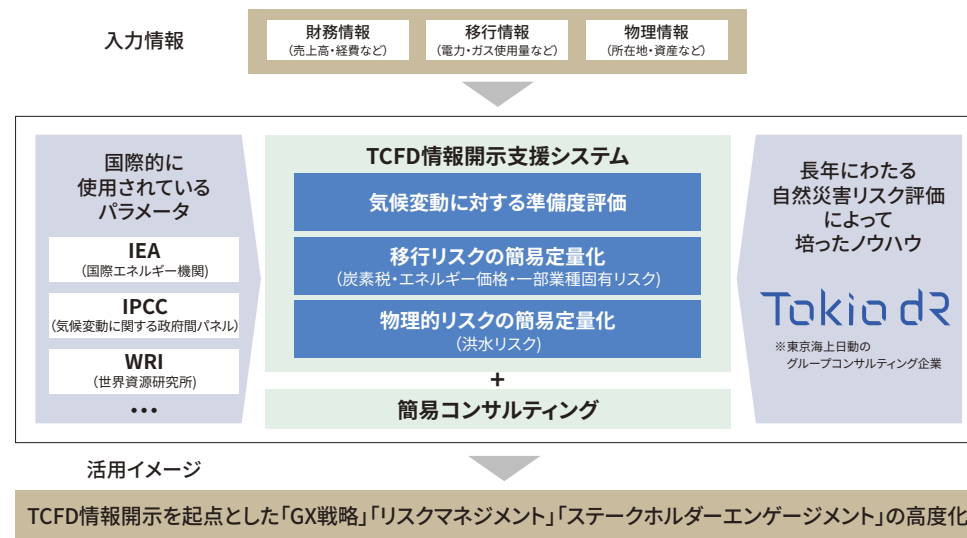 入力情報
財務情報
（売上高・経費など）
移行情報
（電力・ガス使用量など）
物理情報
（所在地・資産など）
国際的に
使用されている
パラメータ
IEA
（国際エネルギー機関）
IPCC
（気候変動に関する政府間パネル）
WRI
（世界資源研究所）
•••
TCFD情報開示支援システム
気候変動に対する準備度評価
移行リスクの簡易定量化
（炭素税・エネルギー価格・一部業種固有リスク）
物理的リスクの簡易定量化
（洪水リスク）
+
簡易コンサルティング
長年にわたる
自然災害リスク評価
によって
培ったノウハウ
Tokio dR
※東京海上日動の
グループコンサルティング企業
活用イメージ
TCFD情報開示を起点とした「GX戦略」「リスクマネジメント」「ステークホルダーエンゲージメント」の高度化